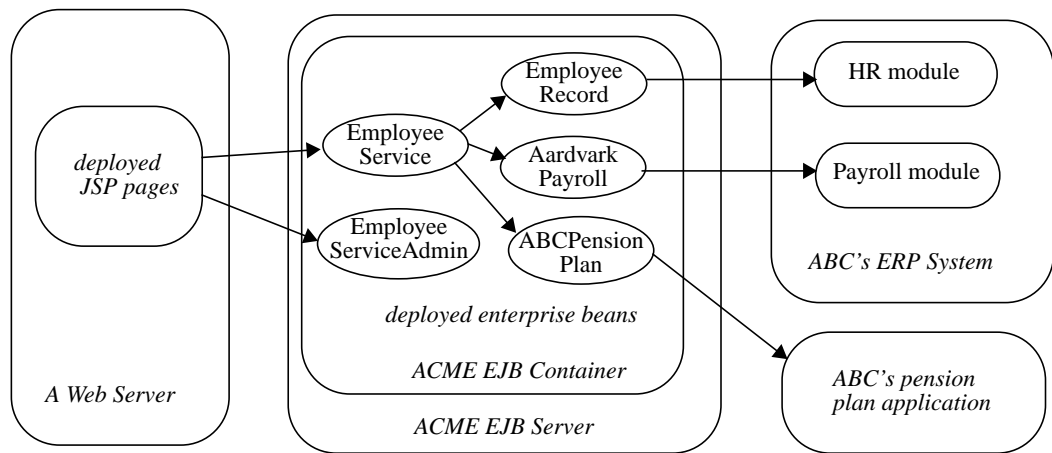 deployed
JSP pages
A Web Server
Employee
Service
Employee
ServiceAdmin
Employee
Record
Aardvark
Payroll
ABCPension
Plan
deployed enterprise beans
ACME EJB Container
ACME EJB Server
HR module
Payroll module
ABC's ERP System
ABC's pension
plan application